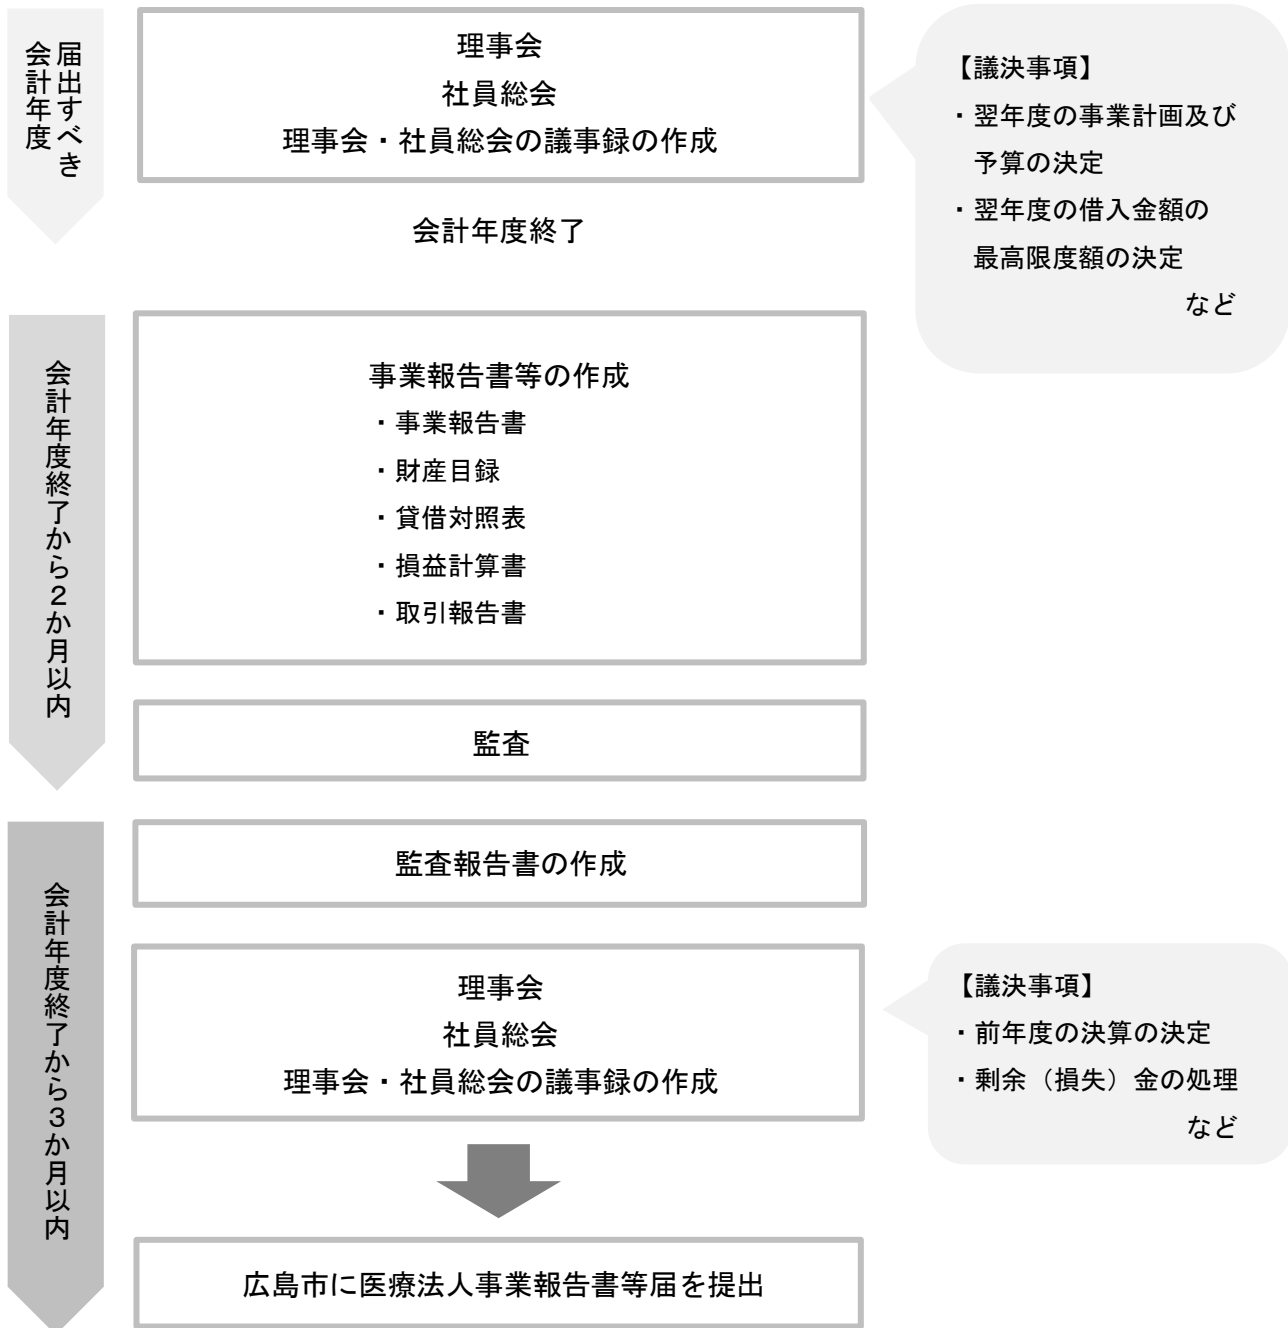 届出すべき
会計年度
理事会
社員総会
理事会・社員総会の議事録の作成
【議決事項】
・翌年度の事業計画及び
予算の決定
・翌年度の借入金額の
最高限度額の決定
など
会計年度終了
会計年度終了から２か月以内
事業報告書等の作成
・事業報告書
・財産目録
・貸借対照表
・損益計算書
・取引報告書
監査
会計年度終了から３か月以内
監査報告書の作成
理事会
社員総会
理事会・社員総会の議事録の作成
【議決事項】
・前年度の決算の決定
・剰余（損失）金の処理
など
広島市に医療法人事業報告書等届を提出